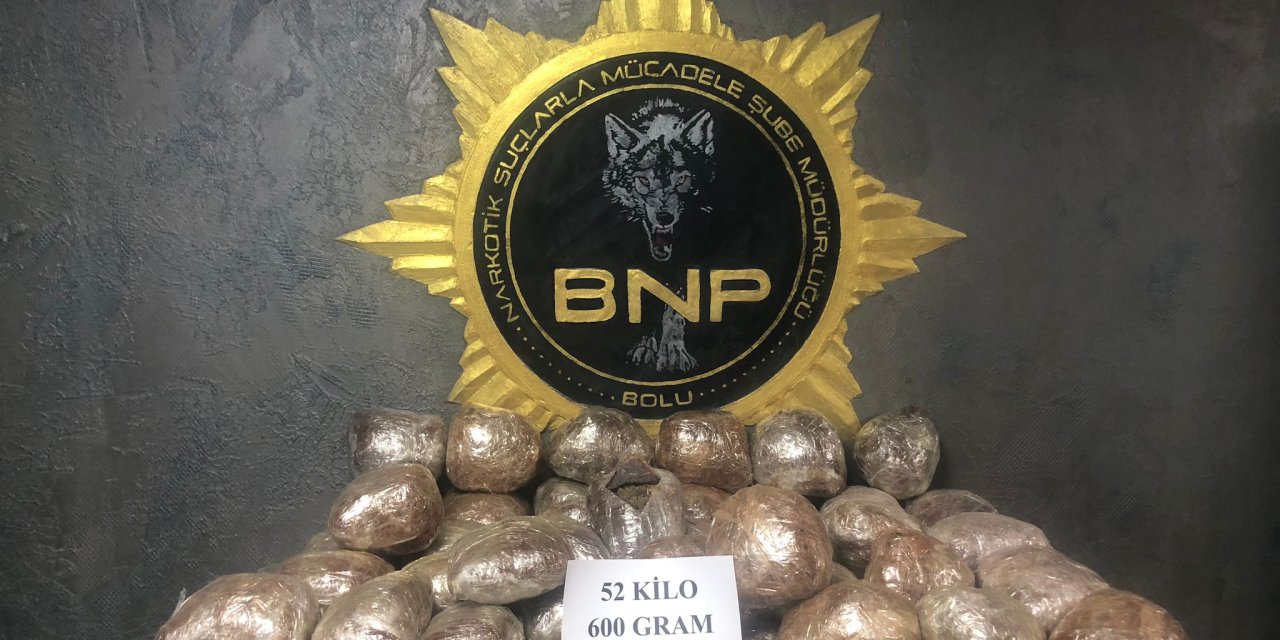 NARKOTİK SUÇLARLA MÜCADELE ŞUBE MÜDÜRLÜĞÜ
BNP
BOLU
52 KİLO
600 GRAM